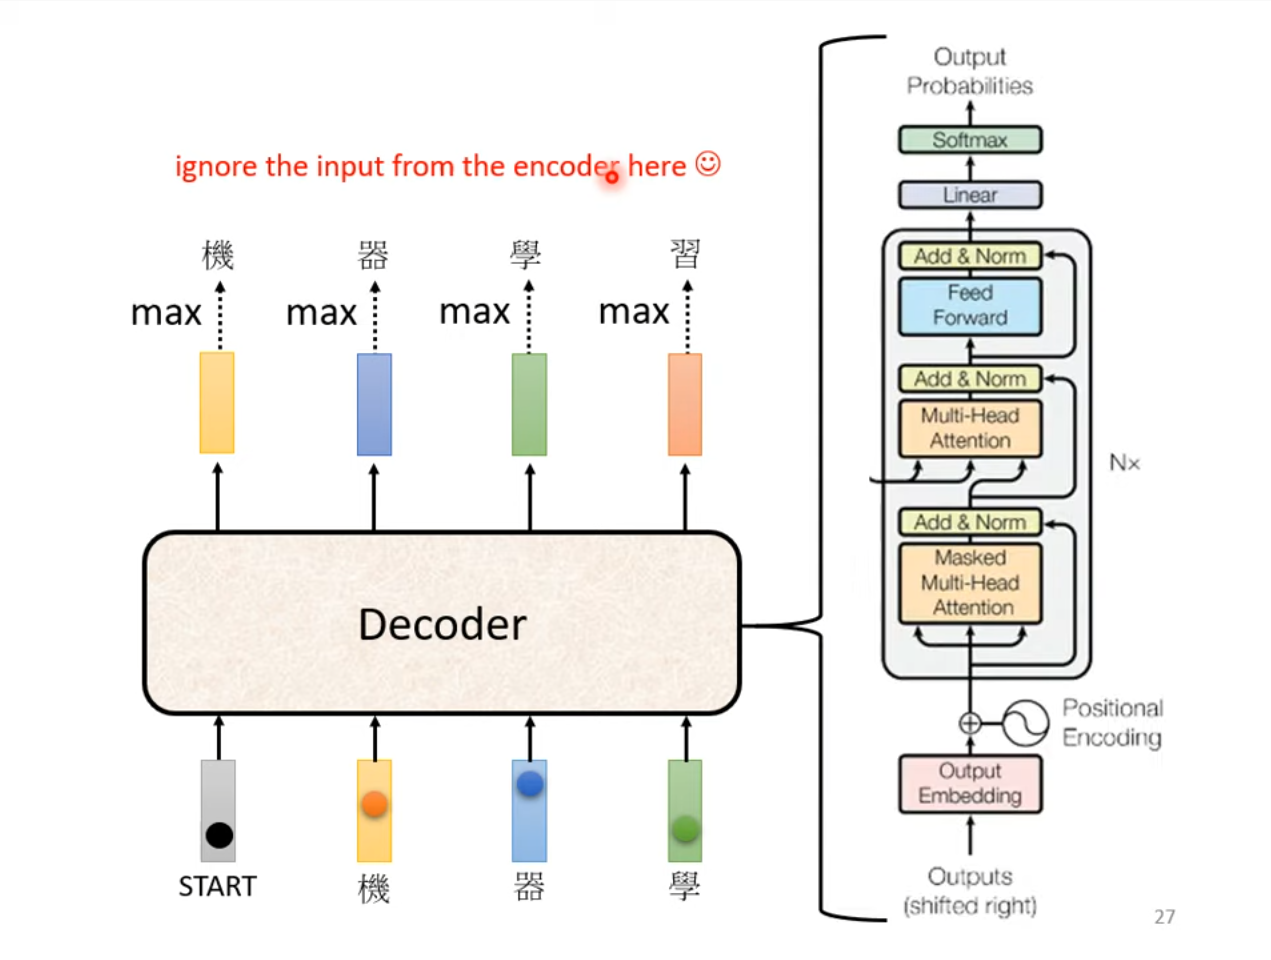 ignore the input from the encoder here ☺
機 器 學 習
max max max max
Decoder
START 機 器 學
Output
Probabilities
Softmax
Linear
Add & Norm
Feed
Forward
Add & Norm
Multi-Head
Attention
N×
Add & Norm
Masked
Multi-Head
Attention
Positional
Encoding
Output
Embedding
Outputs
(shifted right)
27